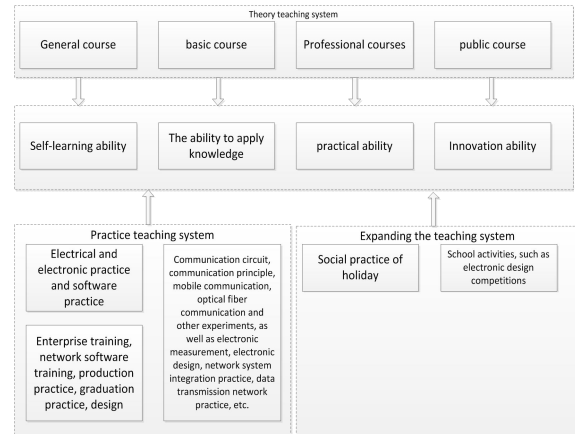 Theory teaching system
General course
basic course
Professional courses
public course
Self-learning ability
The ability to apply
knowledge
practical ability
Innovation ability
Practice teaching system
Electrical and
electronic practice
and software
practice
Communication circuit,
communication principle,
mobile communication,
optical fiber
communication and
other experiments, as
well as electronic
measurement, electronic
design, network system
integration practice, data
transmission network
practice, etc.
Enterprise training,
network software
training, production
practice, graduation
practice, design
Expanding the teaching system
Social practice of
holiday
School activities, such as
electronic design
competitions